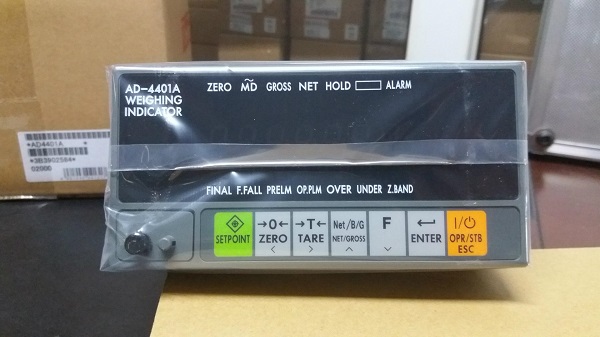 AD-4401A
WEIGHING
INDICATOR
ZERO MD GROSS NET HOLD ALARM
FINAL F.FALL PRELM OP.PLM OVER UNDER Z.BAND
SETPOINT
→0←
ZERO
<
→T←
TARE
>
Net/B/G
NET/GROSS
^
F
⌄
ENTER
I/⏻
OPR/STB
ESC
*AD4401A *
*3B3902584*